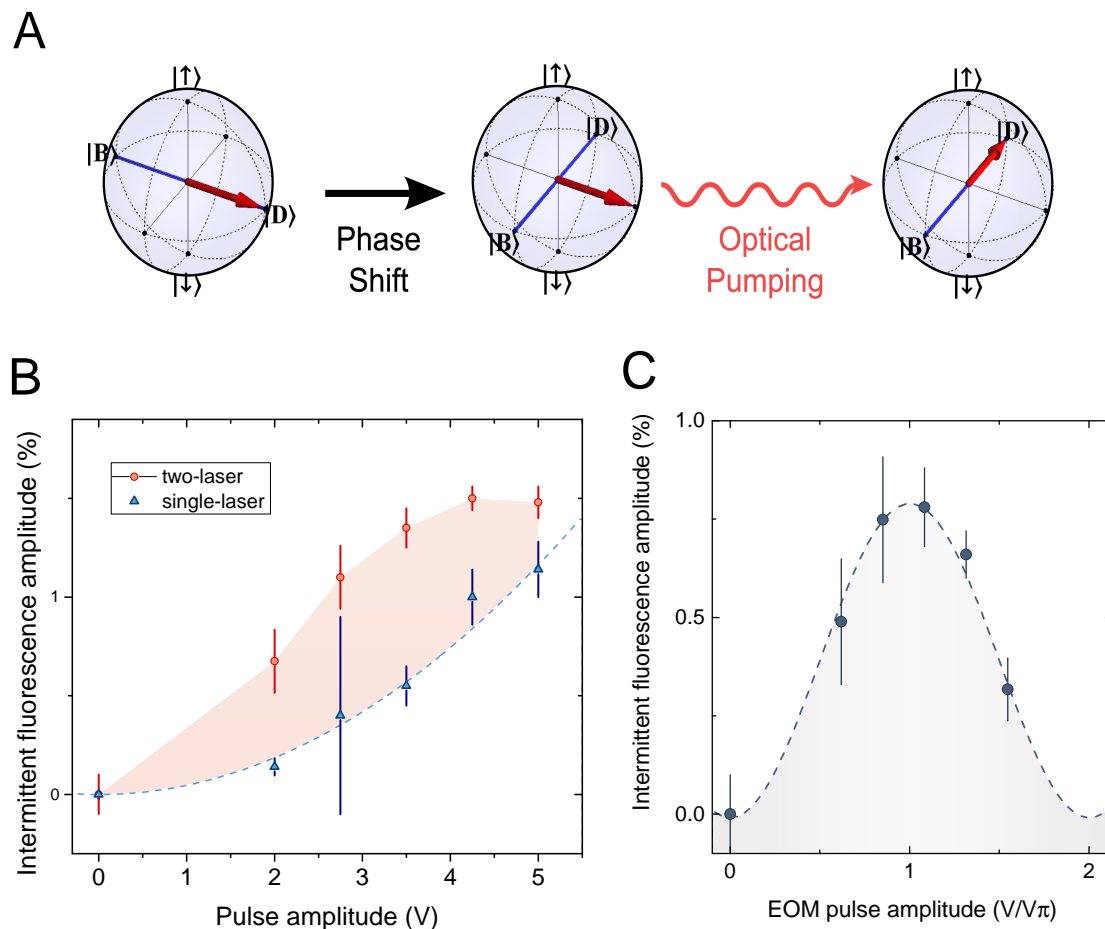 A
|↑⟩
|B⟩
|D⟩
|↓⟩
Phase
Shift
|↑⟩
|D⟩
|B⟩
|↓⟩
Optical
Pumping
|↑⟩
|D⟩
|B⟩
|↓⟩
B
Intermittent fluorescence amplitude (%)
two-laser
single-laser
1
0
0 1 2 3 4 5
Pulse amplitude (V)
C
Intermittent fluorescence amplitude (%)
1.0
0.5
0.0
0 1 2
EOM pulse amplitude (V/Vπ)